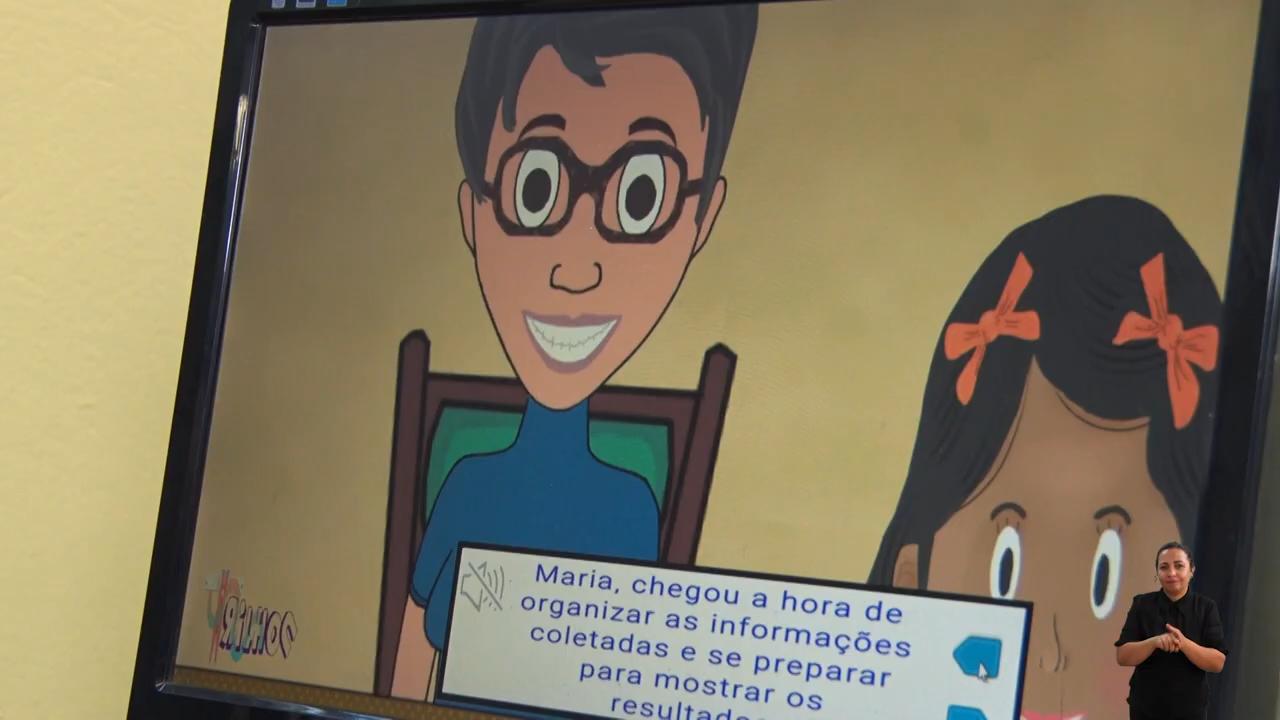 Maria, chegou a hora de
organizar as informações
coletadas e se preparar
para mostrar os